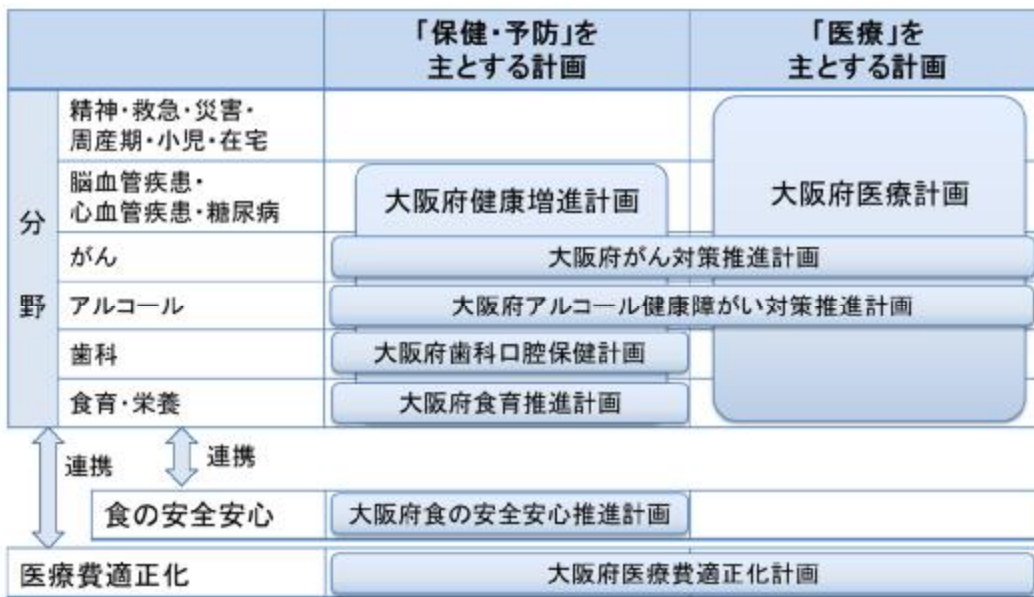 「保健・予防」を
主とする計画
「医療」を
主とする計画
分
野
精神・救急・災害・
周産期・小児・在宅
脳血管疾患・
心血管疾患・糖尿病
大阪府健康増進計画
大阪府医療計画
がん
大阪府がん対策推進計画
アルコール
大阪府アルコール健康障がい対策推進計画
歯科
大阪府歯科口腔保健計画
食育・栄養
大阪府食育推進計画
連携
連携
食の安全安心
大阪府食の安全安心推進計画
医療費適正化
大阪府医療費適正化計画